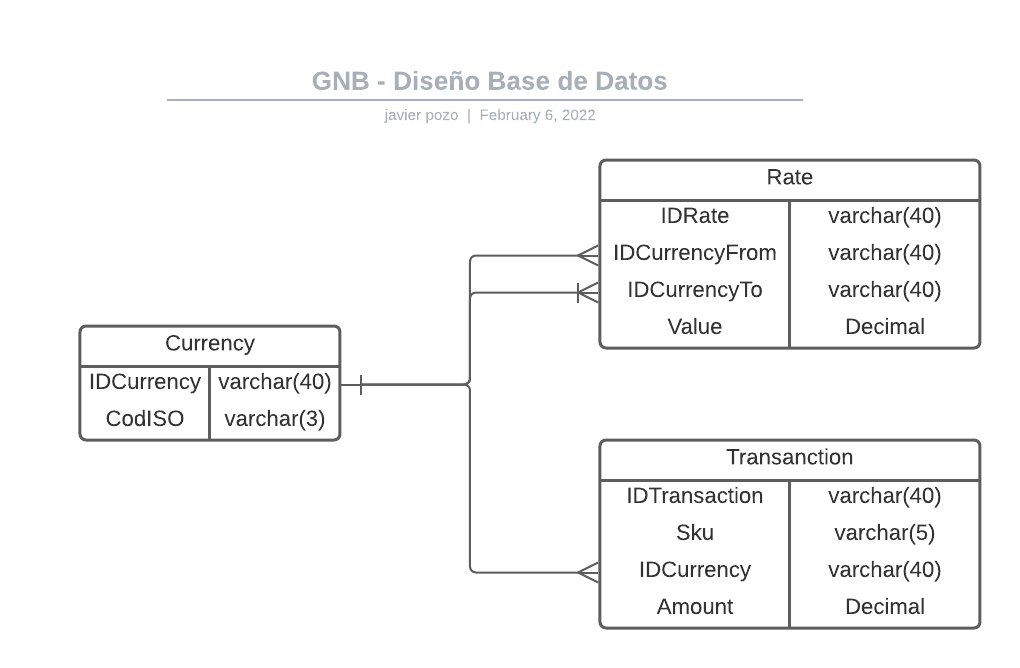 GNB - Diseño Base de Datos
javier pozo | February 6, 2022
Rate
IDRate varchar(40)
IDCurrencyFrom varchar(40)
IDCurrencyTo varchar(40)
Value Decimal
Currency
IDCurrency varchar(40)
CodISO varchar(3)
Transanction
IDTransaction varchar(40)
Sku varchar(5)
IDCurrency varchar(40)
Amount Decimal